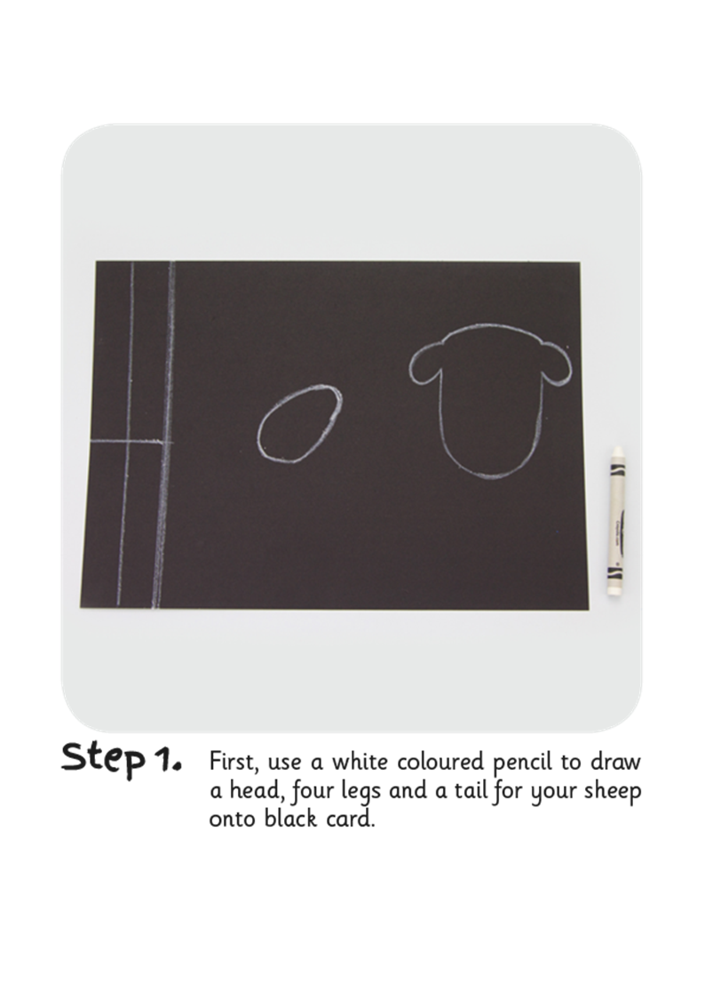 Step 1.
First, use a white coloured pencil to draw
a head, four legs and a tail for your sheep
onto black card.